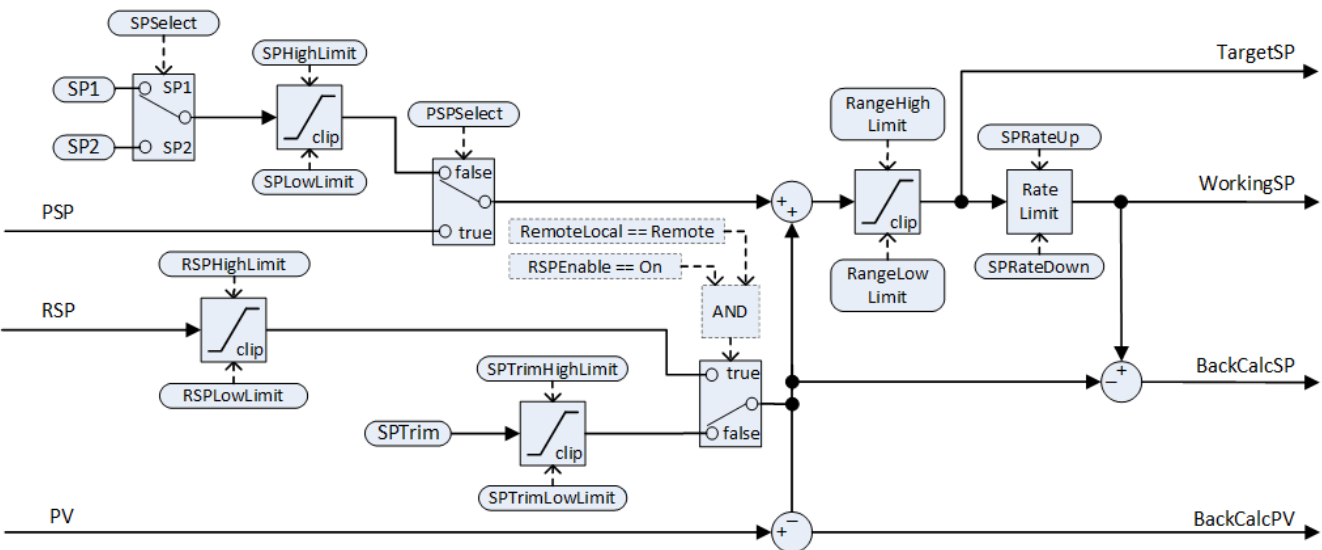 SPSelect
TargetSP
SPHighLimit
SP1
SP1
RangeHigh
Limit
PSPSelect
clip
SPRateUp
SP2
SP2
false
SPLowLimit
Rate
Limit
WorkingSP
PSP
+
+
clip
true
RemoteLocal == Remote
RSPHighLimit
RSPEnable == On
RangeLow
Limit
SPRateDown
RSP
AND
clip
SPTrimHighLimit
true
+
−
BackCalcSP
RSPLowLimit
SPTrim
false
clip
SPTrimLowLimit
PV
−
+
BackCalcPV